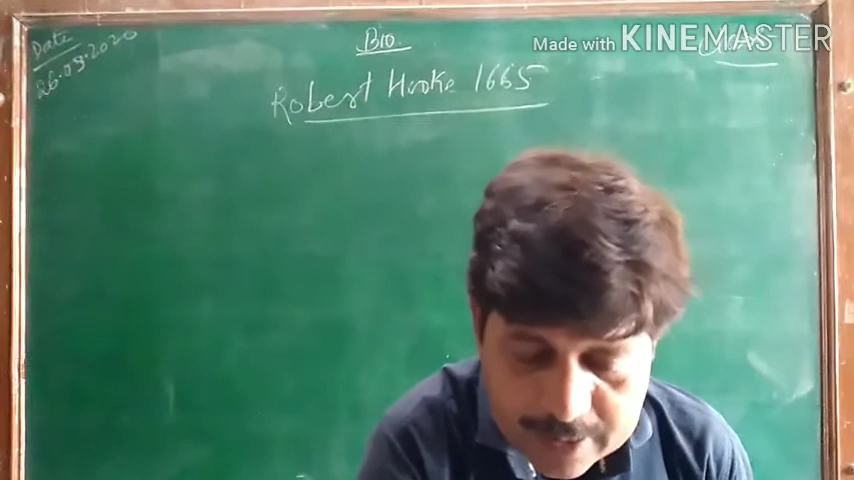 Date
26.09.2020
Bio.
Made with KINEMASTER
Robert Hooke 1665